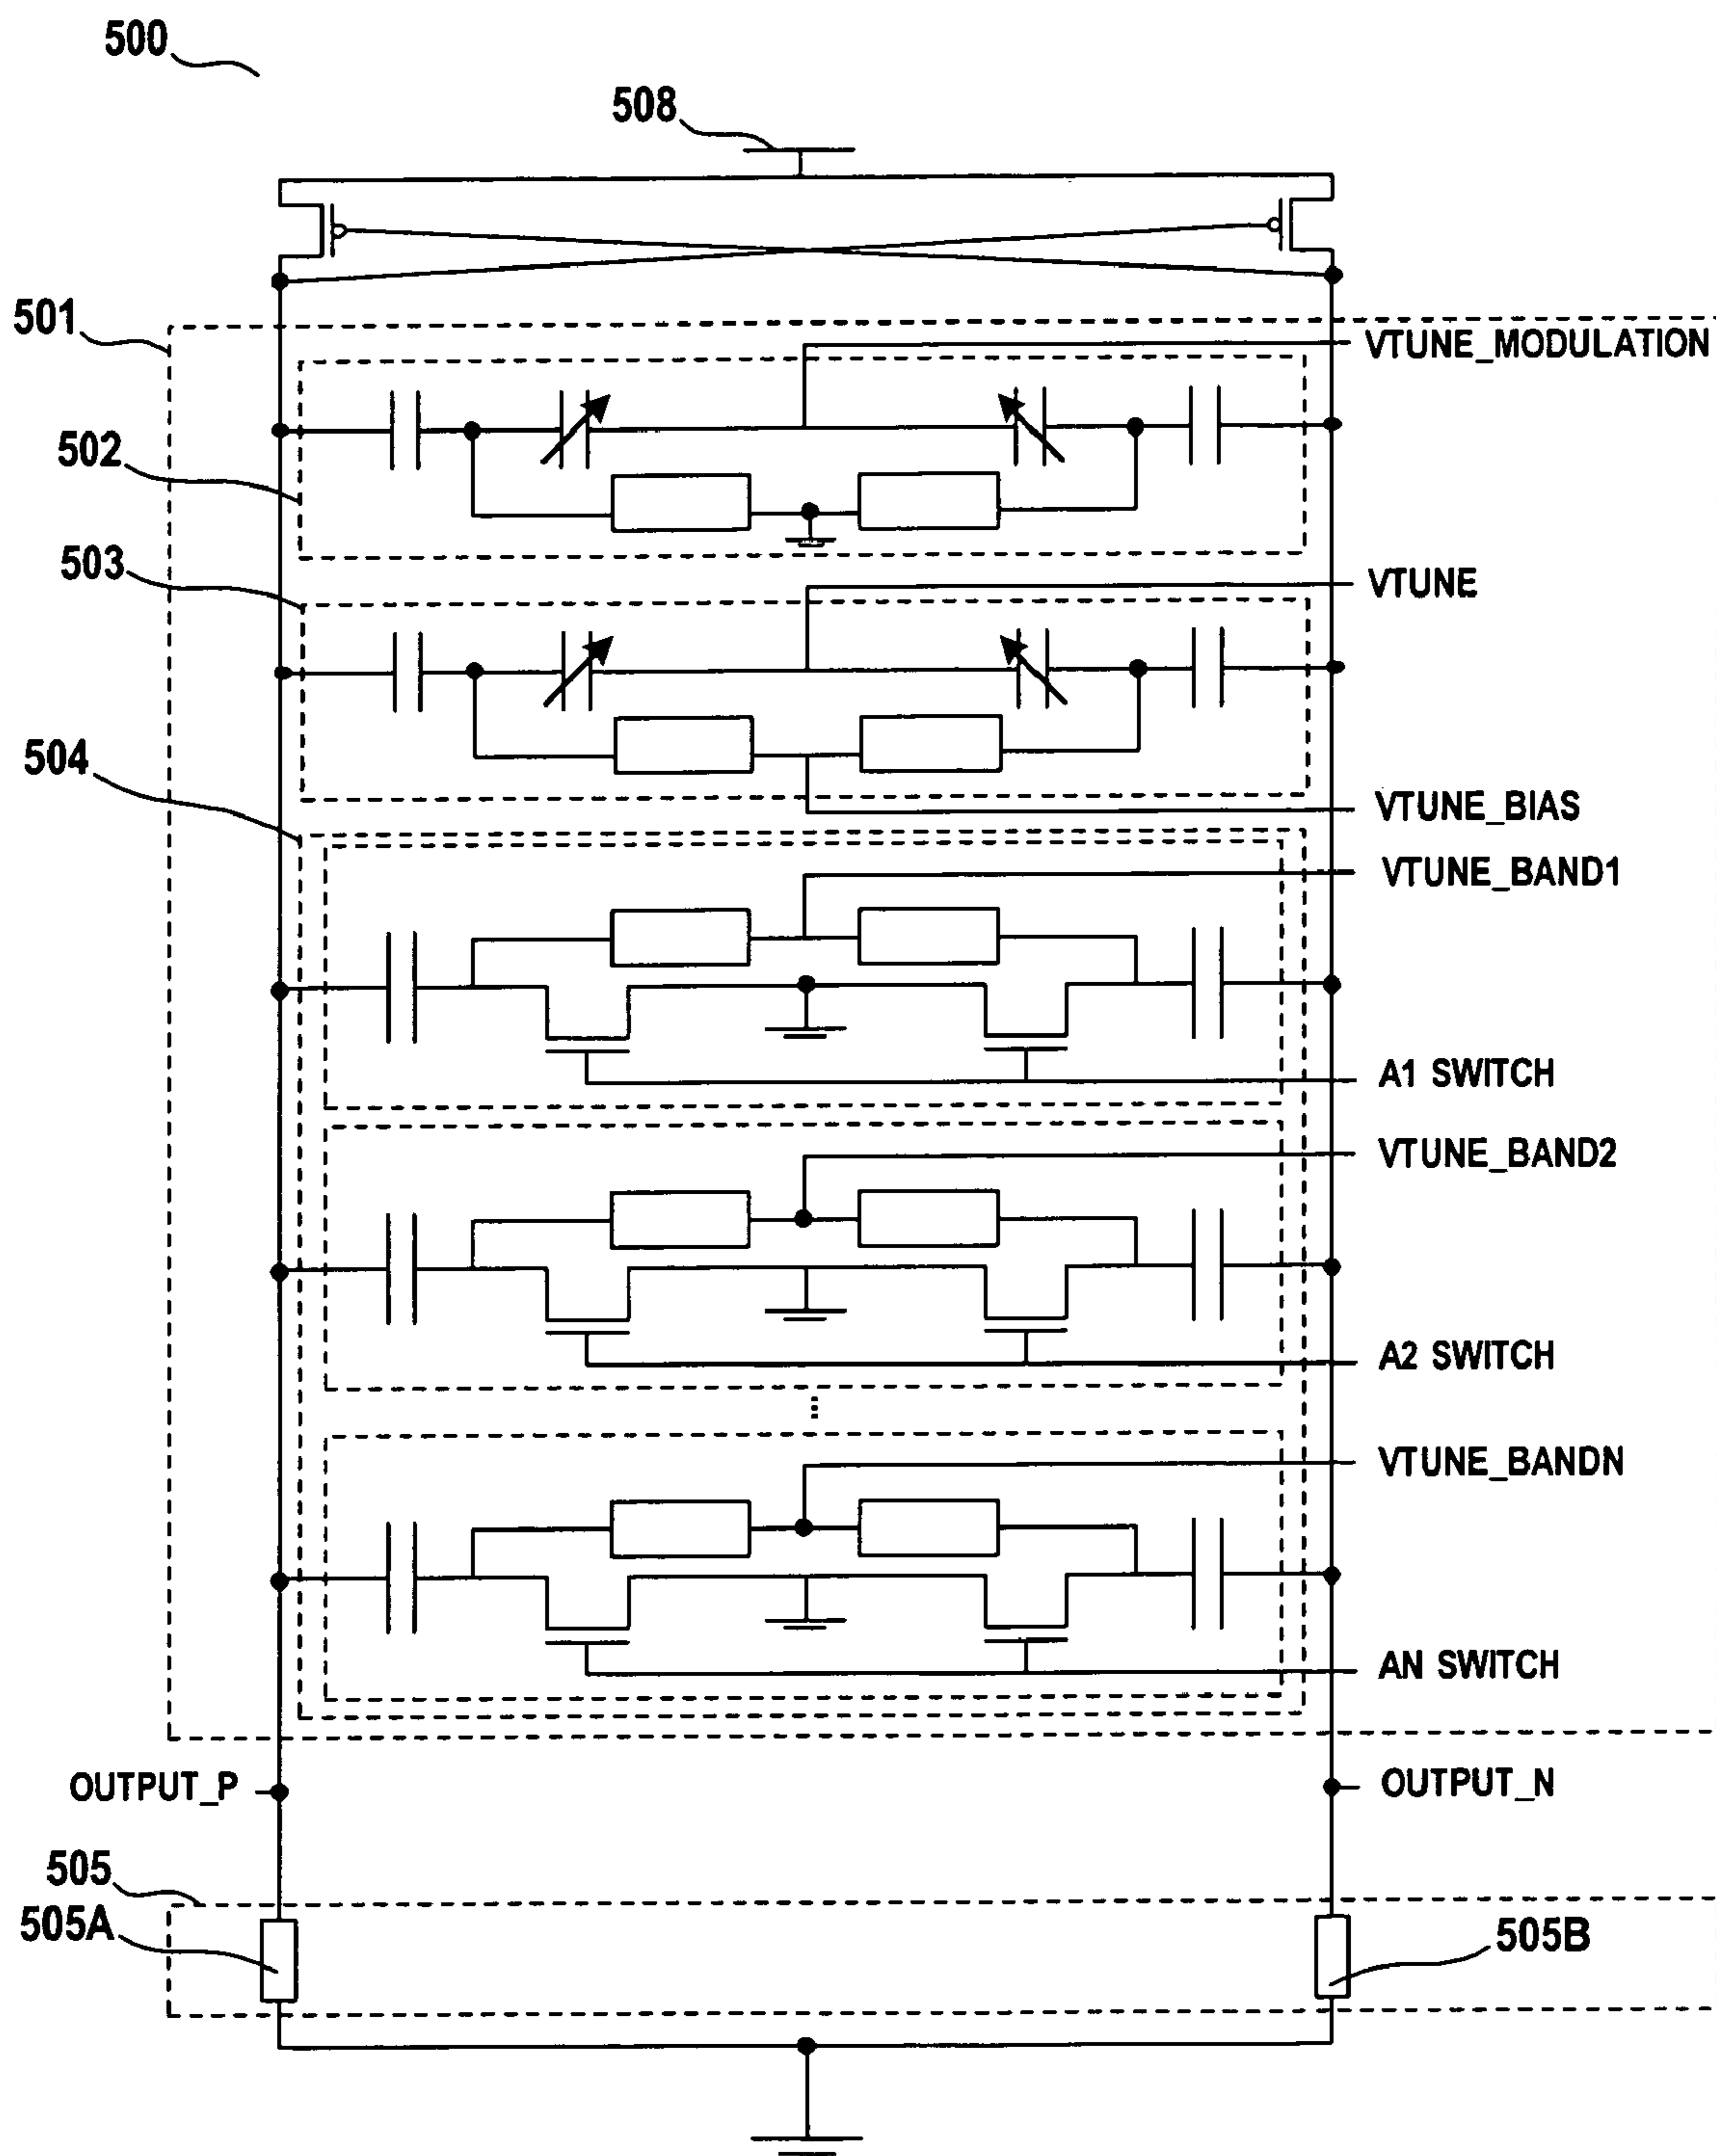 500
508
501
VTUNE_MODULATION
502
503
VTUNE
504
VTUNE_BIAS
VTUNE_BAND1
A1 SWITCH
VTUNE_BAND2
A2 SWITCH
...
VTUNE_BANDN
AN SWITCH
OUTPUT_P
OUTPUT_N
505
505A
505B